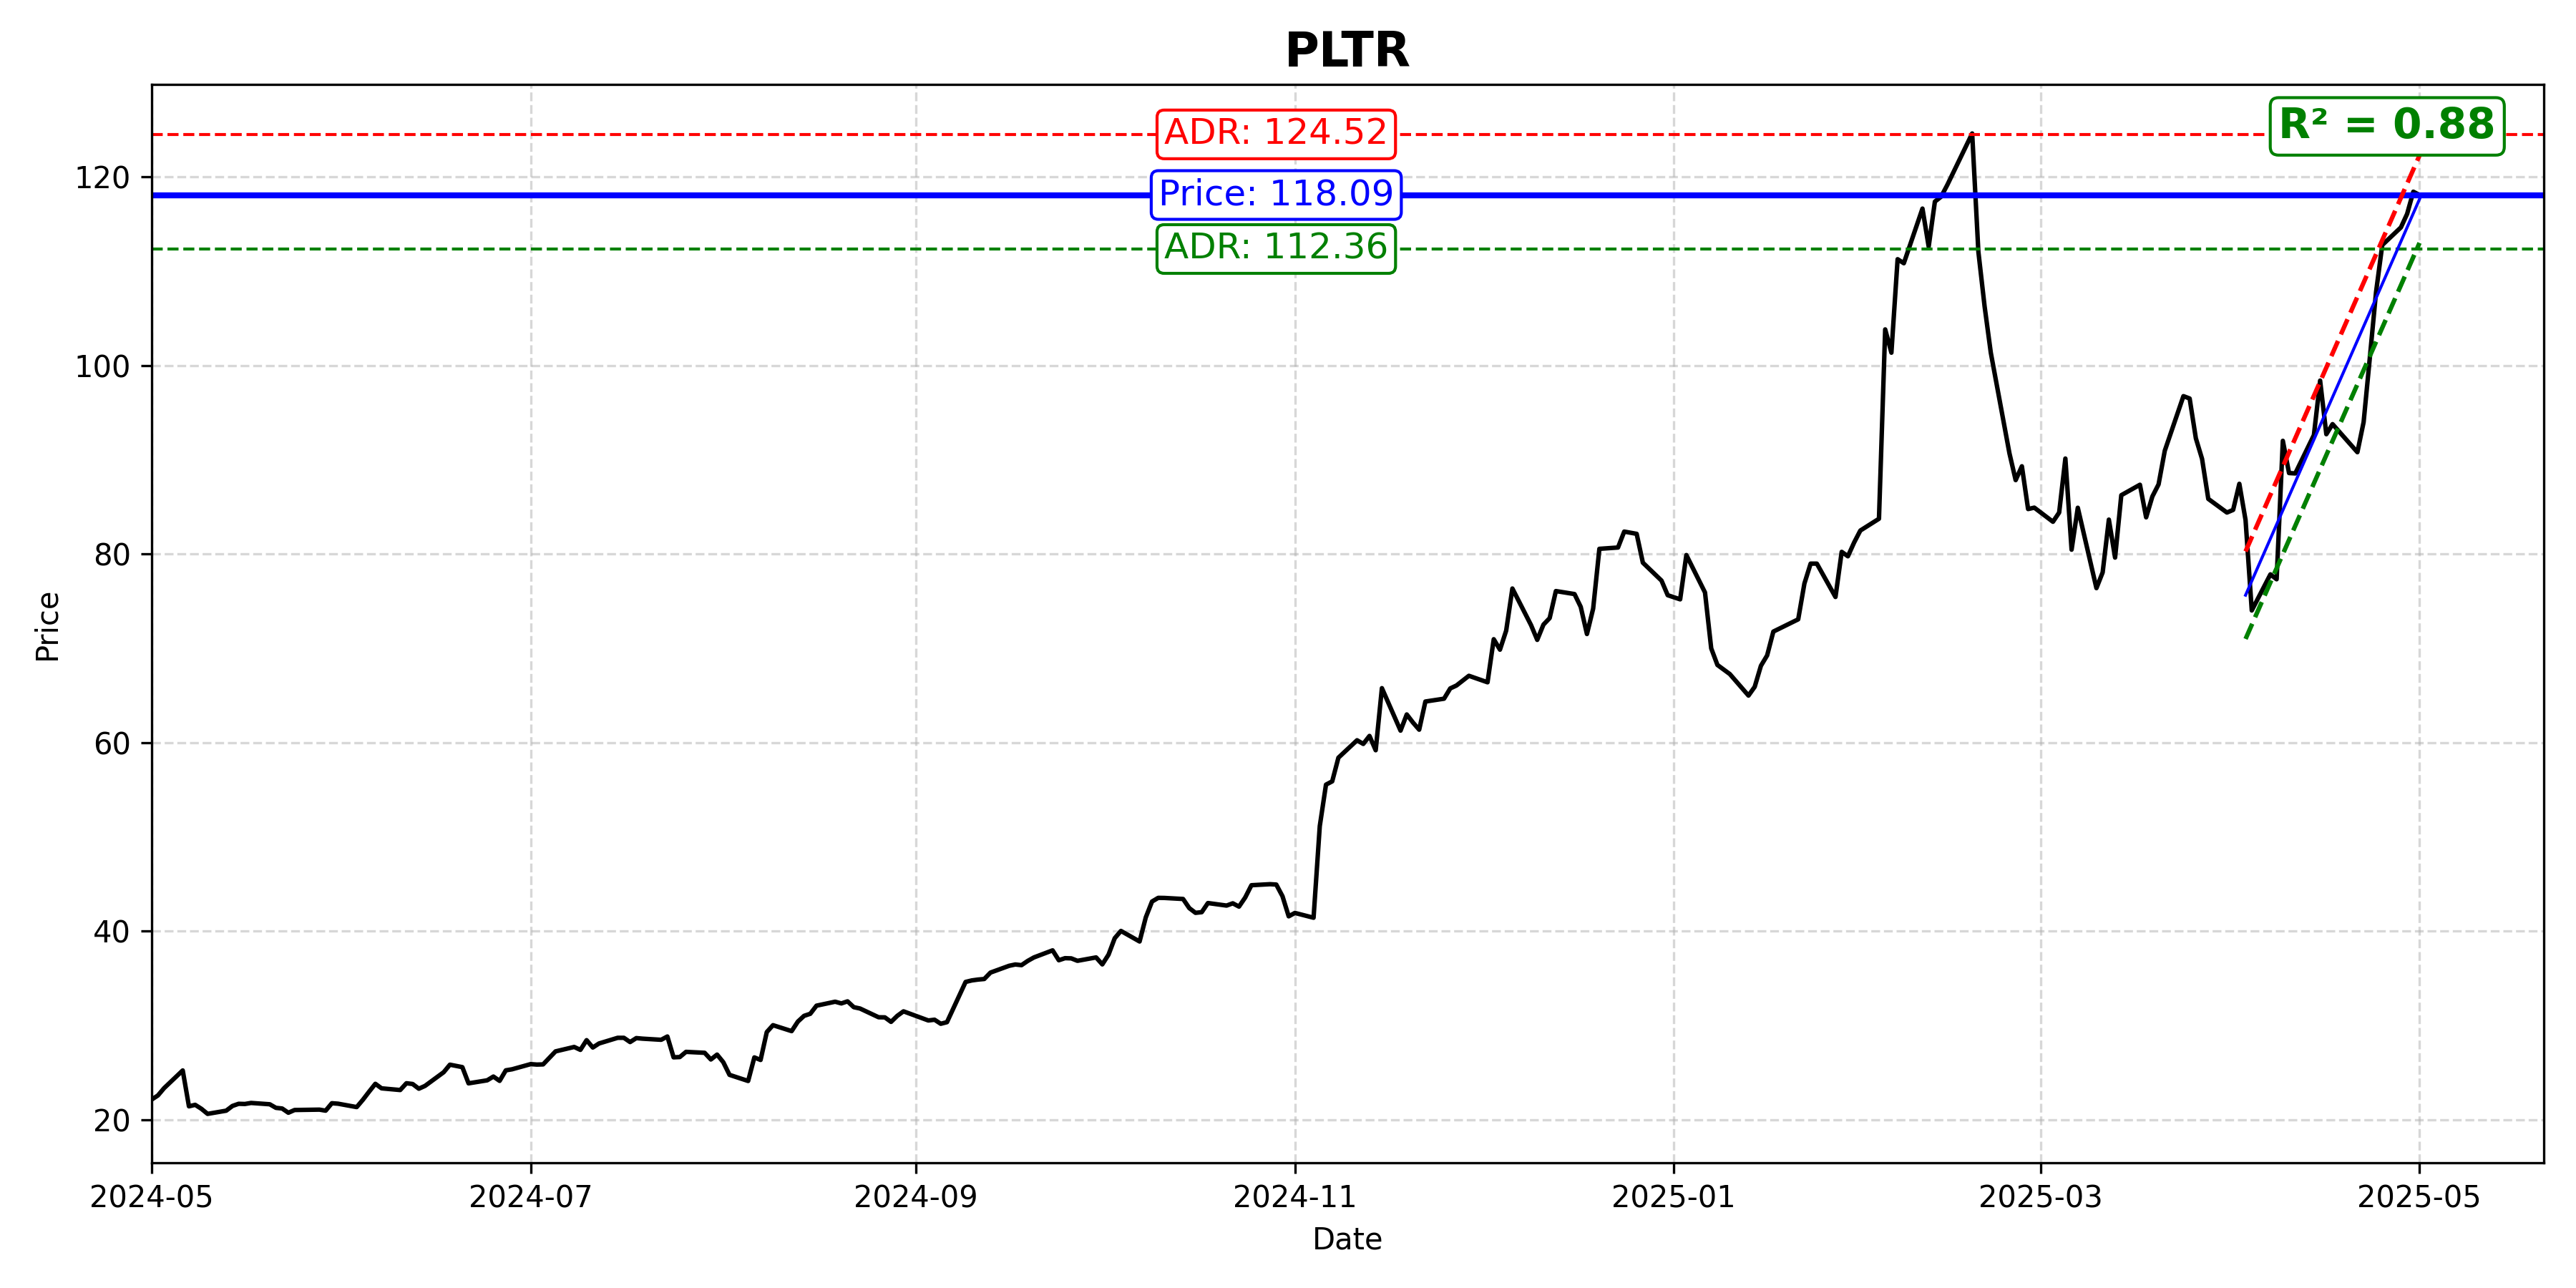 PLTR
R² = 0.88
ADR: 124.52
Price: 118.09
ADR: 112.36
120
100
80
60
40
20
Price
2024-05
2024-07
2024-09
2024-11
2025-01
2025-03
2025-05
Date